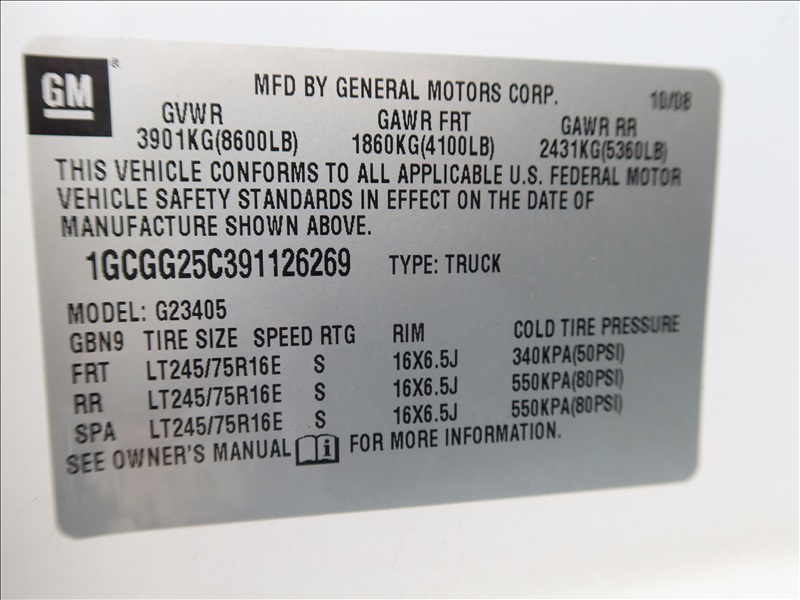 GM®
MFD BY GENERAL MOTORS CORP. 10/08
GVWR GAWR FRT GAWR RR
3901KG(8600LB) 1860KG(4100LB) 2431KG(5360LB)
THIS VEHICLE CONFORMS TO ALL APPLICABLE U.S. FEDERAL MOTOR
VEHICLE SAFETY STANDARDS IN EFFECT ON THE DATE OF
MANUFACTURE SHOWN ABOVE.
1GCGG25C391126269 TYPE: TRUCK
MODEL: G23405
GBN9 TIRE SIZE SPEED RTG RIM COLD TIRE PRESSURE
FRT LT245/75R16E S 16X6.5J 340KPA(50PSI)
RR LT245/75R16E S 16X6.5J 550KPA(80PSI)
SPA LT245/75R16E S 16X6.5J 550KPA(80PSI)
SEE OWNER'S MANUAL i FOR MORE INFORMATION.